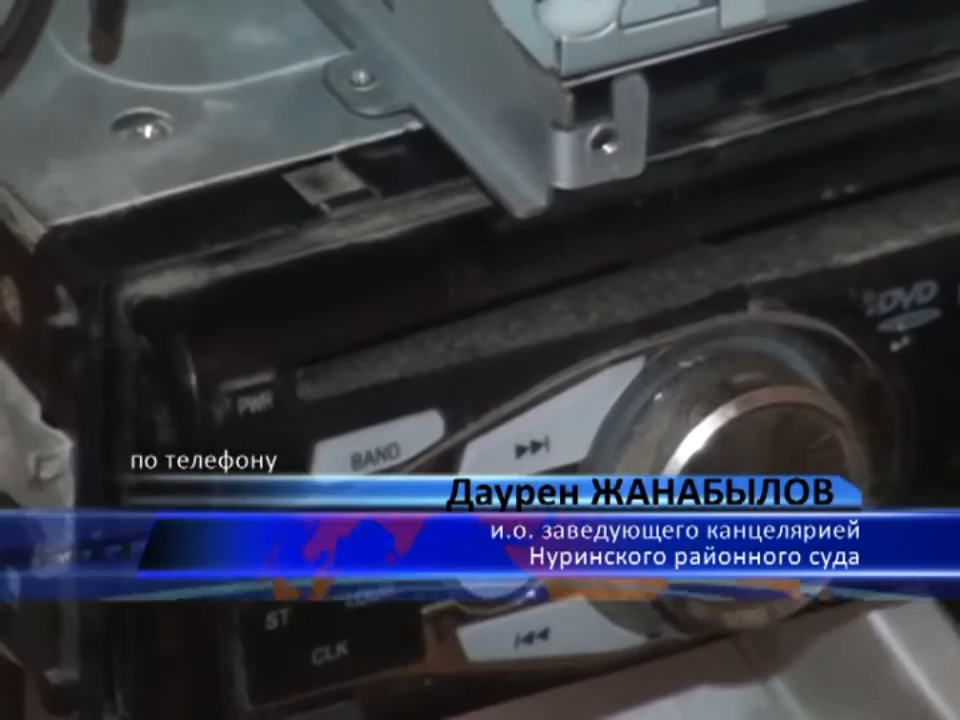 DVD
PWR
BAND
по телефону
Даурен ЖАНАБЫЛОВ
и.о. заведующего канцелярией
Нуринского районного суда
ST
CLK